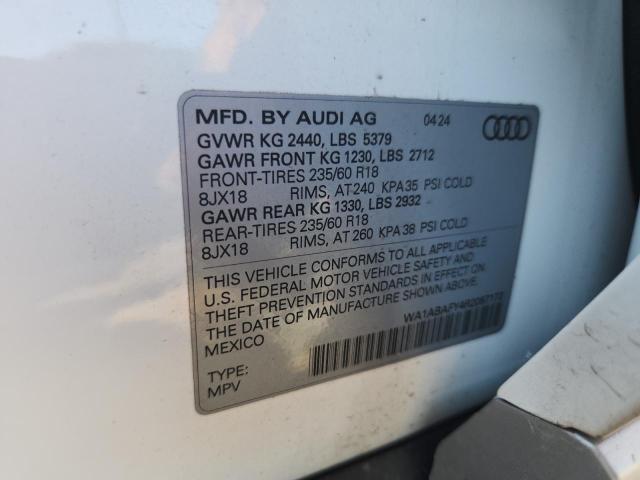 MFD. BY AUDI AG 04 24
GVWR KG 2440, LBS 5379
GAWR FRONT KG 1230, LBS 2712
FRONT-TIRES 235/60 R18
8JX18 RIMS, AT 240 KPA 35 PSI COLD
GAWR REAR KG 1330, LBS 2932
REAR-TIRES 235/60 R18
8JX18 RIMS, AT 260 KPA 38 PSI COLD
THIS VEHICLE CONFORMS TO ALL APPLICABLE
U.S. FEDERAL MOTOR VEHICLE SAFETY AND
THEFT PREVENTION STANDARDS IN EFFECT ON
THE DATE OF MANUFACTURE SHOWN ABOVE.
MEXICO
TYPE:
MPV